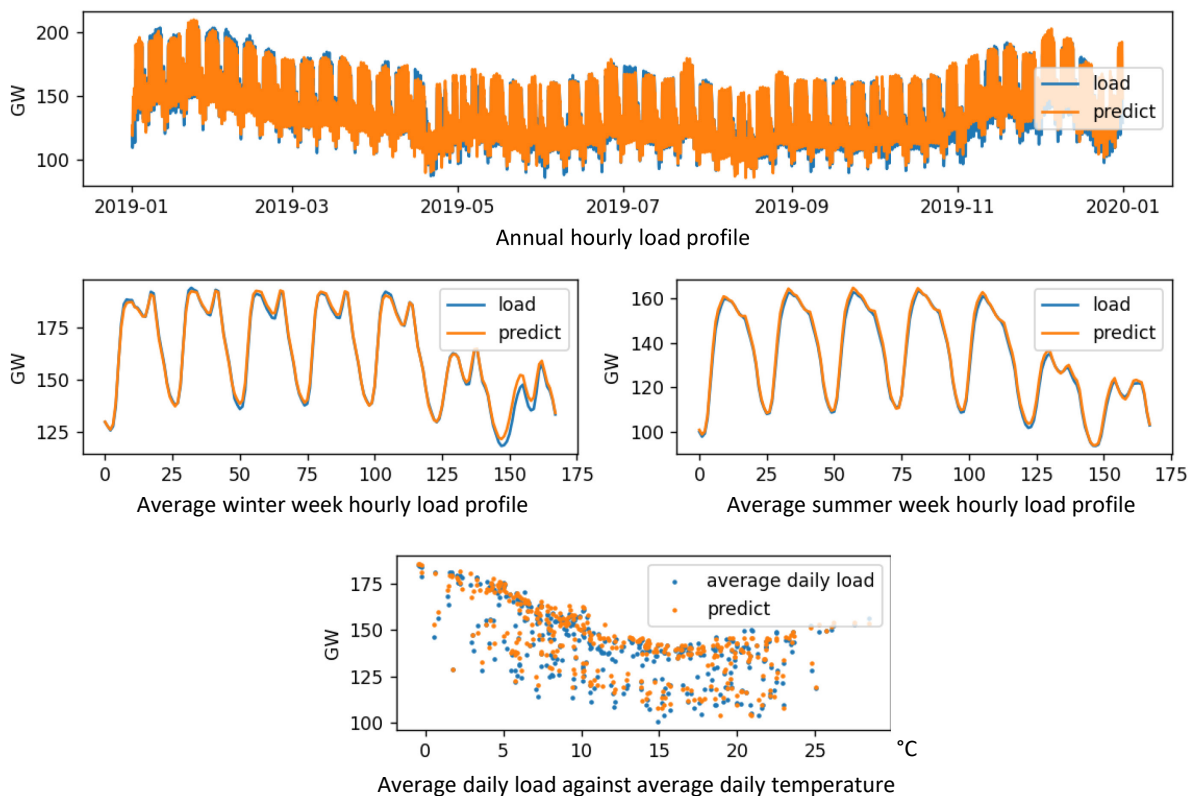 200
150
100
GW
load
predict
2019-01 2019-03 2019-05 2019-07 2019-09 2019-11 2020-01
Annual hourly load profile
175
150
125
GW
load
predict
0 25 50 75 100 125 150 175
Average winter week hourly load profile
160
140
120
100
GW
load
predict
0 25 50 75 100 125 150 175
Average summer week hourly load profile
175
150
125
100
GW
average daily load
predict
0 5 10 15 20 25 °C
Average daily load against average daily temperature